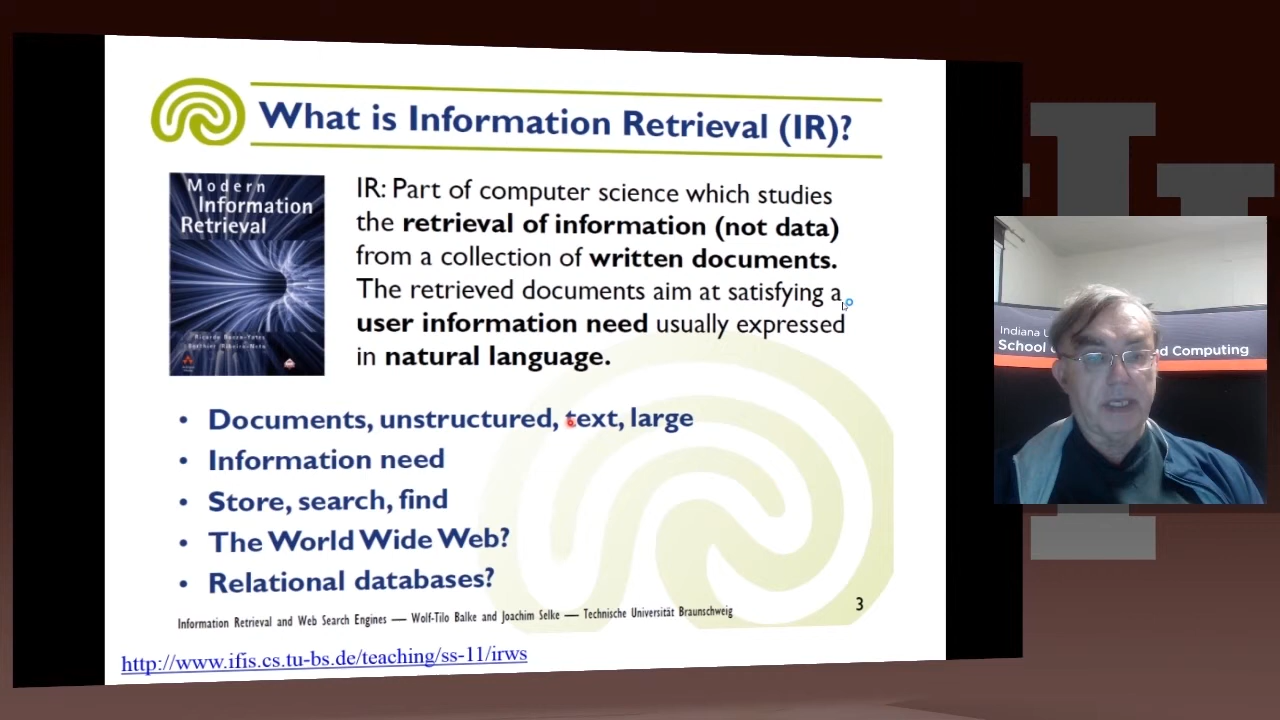 What is Information Retrieval (IR)?
Modern
Information
Retrieval
IR: Part of computer science which studies
the retrieval of information (not data)
from a collection of written documents.
The retrieved documents aim at satisfying a
user information need usually expressed
in natural language.
• Documents, unstructured, text, large
• Information need
• Store, search, find
• The World Wide Web?
• Relational databases?
Information Retrieval and Web Search Engines — Wolf-Tilo Balke and Joachim Selke — Technische Universität Braunschweig
3
http://www.ifis.cs.tu-bs.de/teaching/ss-11/irws
Indiana U
School
d Computing